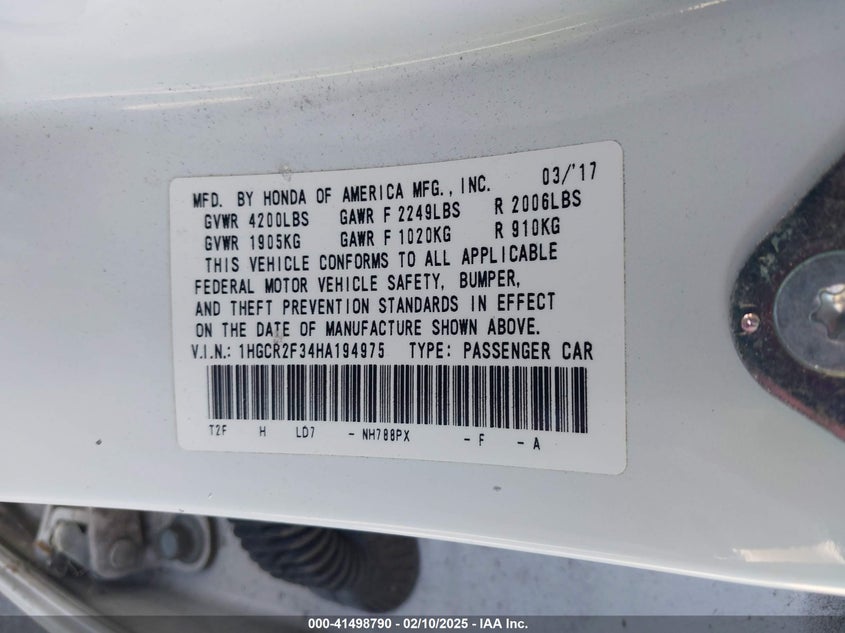 MFD. BY HONDA OF AMERICA MFG., INC. 03/'17
GVWR 4200LBS GAWR F 2249LBS R 2006LBS
GVWR 1905KG GAWR F 1020KG R 910KG
THIS VEHICLE CONFORMS TO ALL APPLICABLE
FEDERAL MOTOR VEHICLE SAFETY, BUMPER,
AND THEFT PREVENTION STANDARDS IN EFFECT
ON THE DATE OF MANUFACTURE SHOWN ABOVE.
V.I.N.: 1HGCR2F34HA194975 TYPE: PASSENGER CAR
T2F H LD7 - NH788PX - F - A
000-41498790 - 02/10/2025 - IAA Inc.